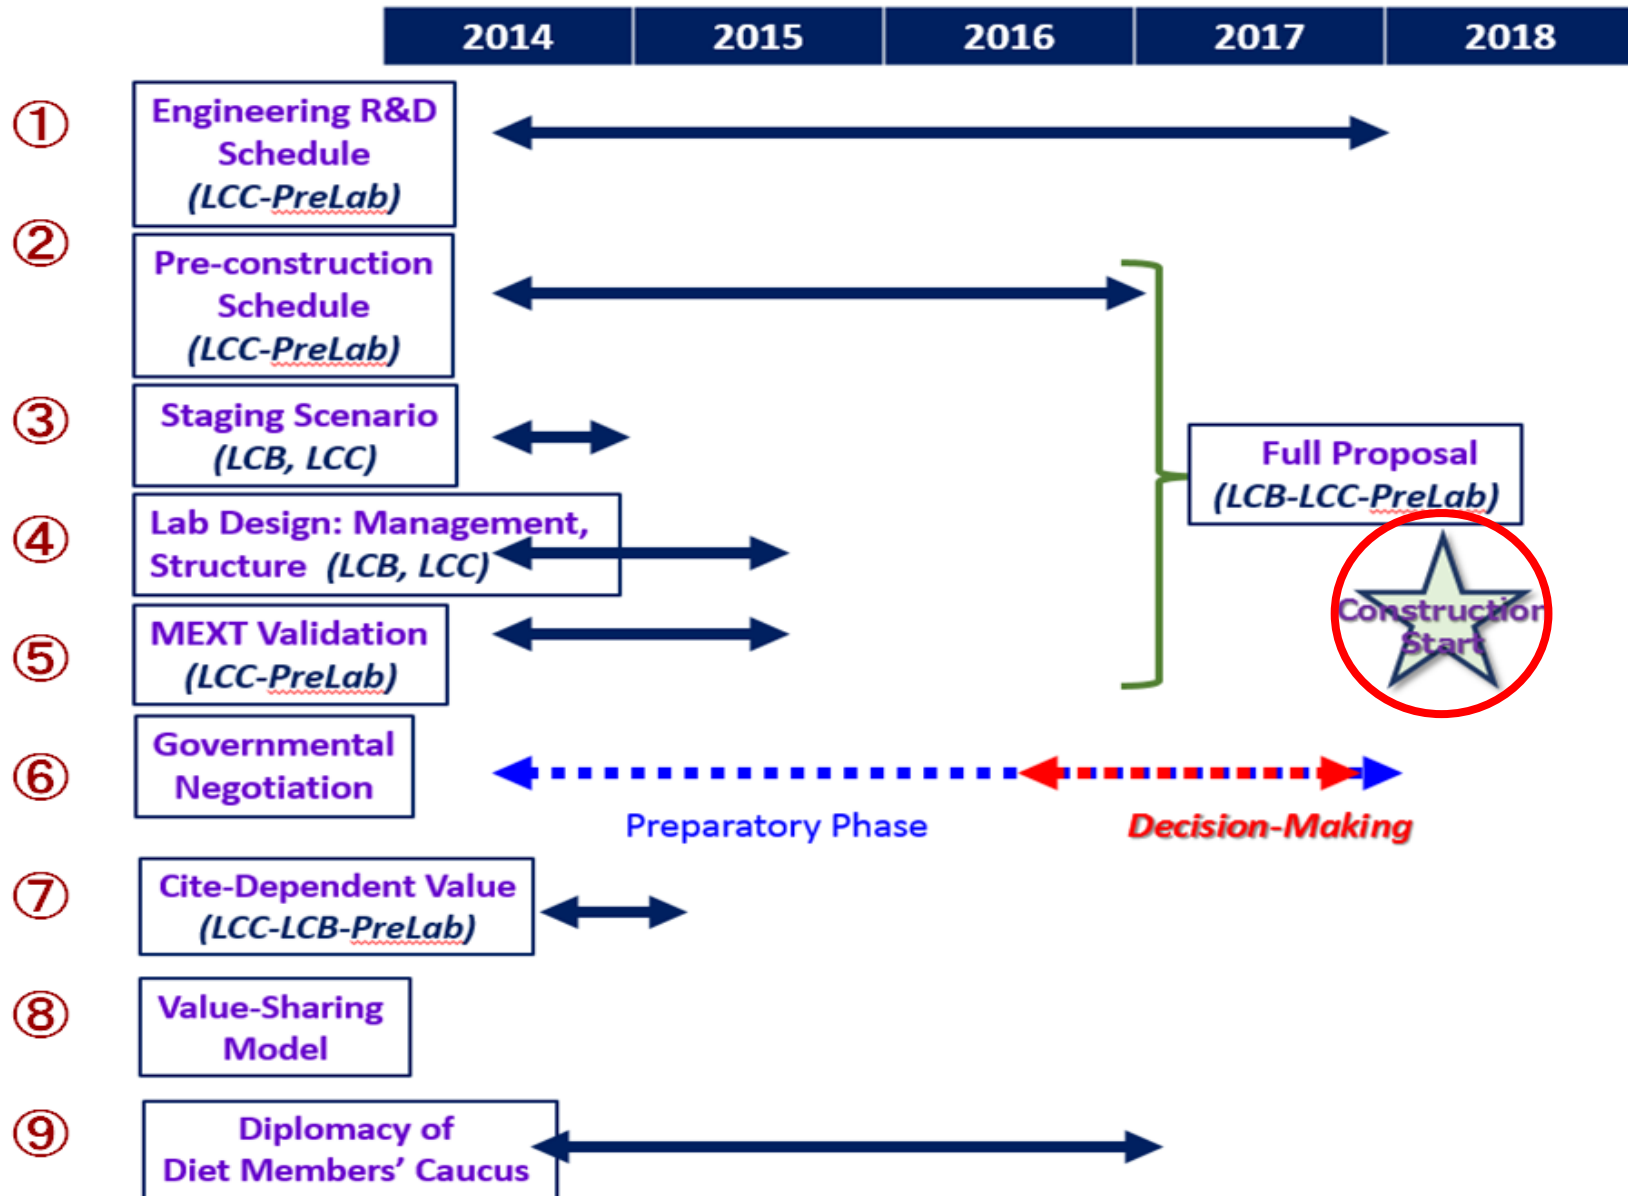 2014 2015 2016 2017 2018
① Engineering R&D
Schedule
(LCC-PreLab)
② Pre-construction
Schedule
(LCC-PreLab)
③ Staging Scenario
(LCB, LCC)
Full Proposal
(LCB-LCC-PreLab)
④ Lab Design: Management,
Structure (LCB, LCC)
Construction
Start
⑤ MEXT Validation
(LCC-PreLab)
⑥ Governmental
Negotiation
Preparatory Phase
Decision-Making
⑦ Cite-Dependent Value
(LCC-LCB-PreLab)
⑧ Value-Sharing
Model
⑨ Diplomacy of
Diet Members’ Caucus